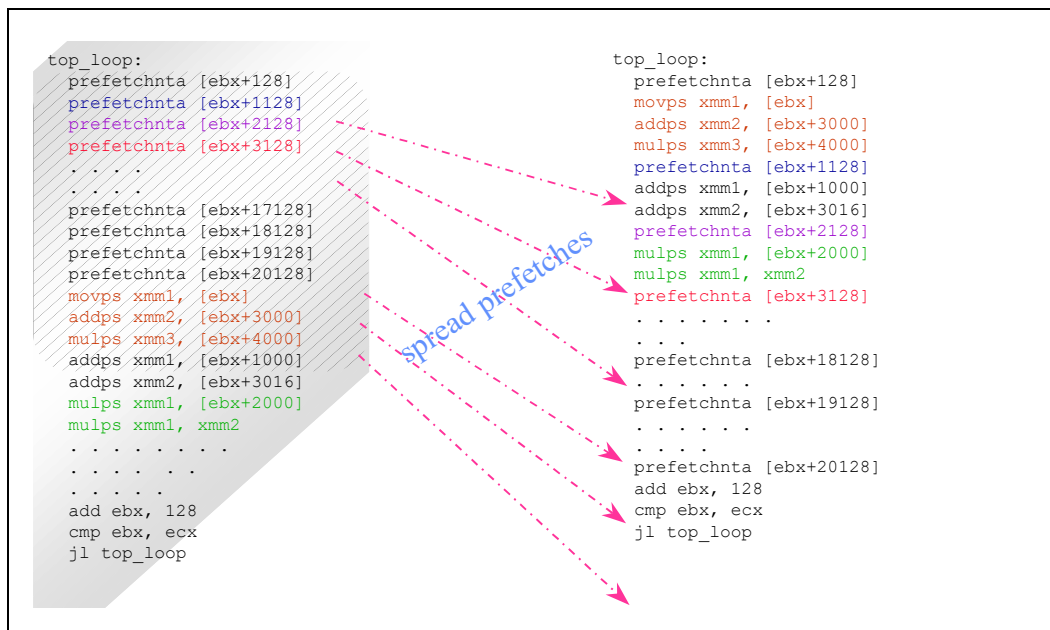 top_loop:
prefetchnta [ebx+128]
prefetchnta [ebx+1128]
prefetchnta [ebx+2128]
prefetchnta [ebx+3128]
. . . .
. . . .
prefetchnta [ebx+17128]
prefetchnta [ebx+18128]
prefetchnta [ebx+19128]
prefetchnta [ebx+20128]
movps xmm1, [ebx]
addps xmm2, [ebx+3000]
mulps xmm3, [ebx+4000]
addps xmm1, [ebx+1000]
addps xmm2, [ebx+3016]
mulps xmm1, [ebx+2000]
mulps xmm1, xmm2
. . . . . . . .
. . . . . .
. . . . .
add ebx, 128
cmp ebx, ecx
jl top_loop
spread prefetches
top_loop:
prefetchnta [ebx+128]
movps xmm1, [ebx]
addps xmm2, [ebx+3000]
mulps xmm3, [ebx+4000]
prefetchnta [ebx+1128]
addps xmm1, [ebx+1000]
addps xmm2, [ebx+3016]
prefetchnta [ebx+2128]
mulps xmm1, [ebx+2000]
mulps xmm1, xmm2
prefetchnta [ebx+3128]
. . . . . . .
. . .
prefetchnta [ebx+18128]
. . . . . .
prefetchnta [ebx+19128]
. . . . . .
. . . .
prefetchnta [ebx+20128]
add ebx, 128
cmp ebx, ecx
jl top_loop